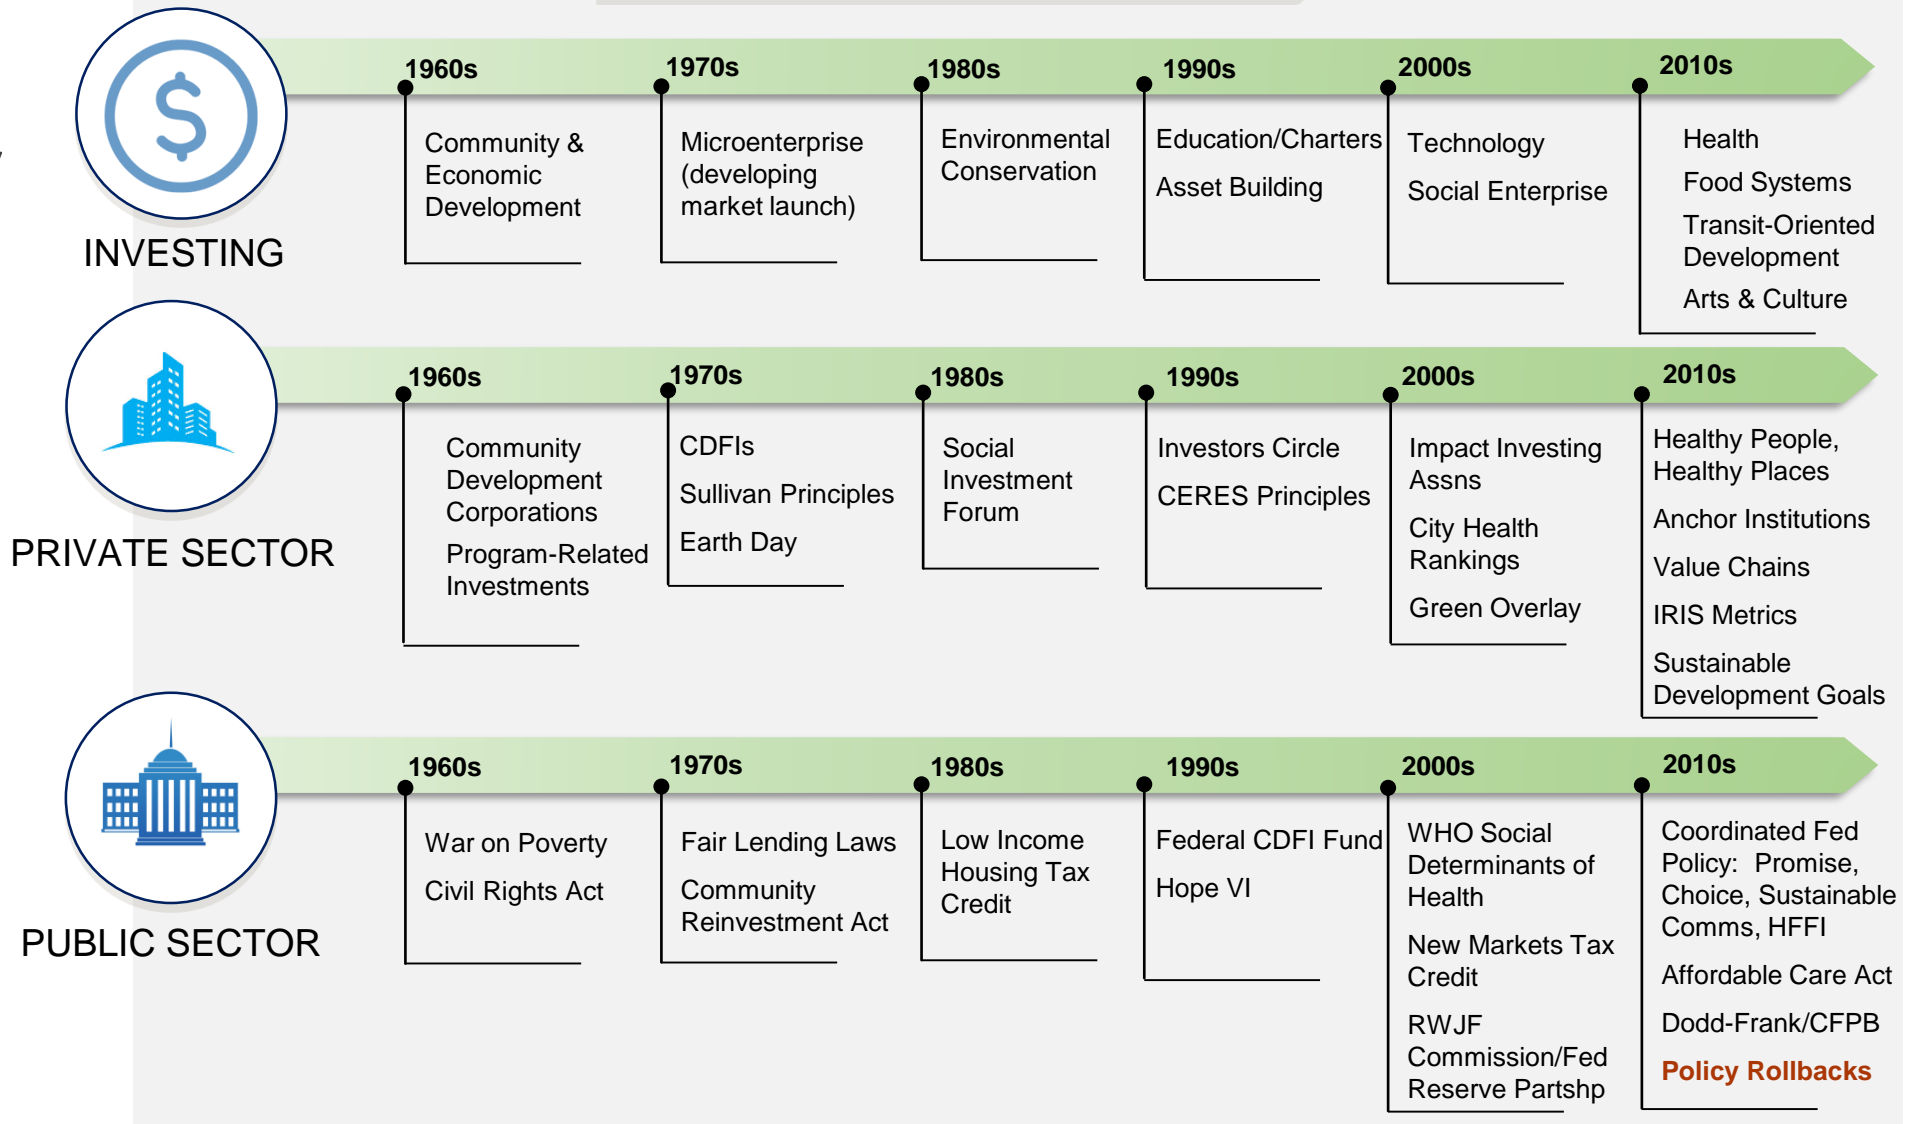 1960s
1970s
1980s
1990s
2000s
2010s
Community &
Economic
Development
Microenterprise
(developing
market launch)
Environmental
Conservation
Education/Charters
Asset Building
Technology
Social Enterprise
Health
Food Systems
Transit-Oriented
Development
Arts & Culture
INVESTING
1960s
1970s
1980s
1990s
2000s
2010s
Community
Development
Corporations
Program-Related
Investments
CDFIs
Sullivan Principles
Earth Day
Social
Investment
Forum
Investors Circle
CERES Principles
Impact Investing
Assns
City Health
Rankings
Green Overlay
Healthy People,
Healthy Places
Anchor Institutions
Value Chains
IRIS Metrics
Sustainable
Development Goals
PRIVATE SECTOR
1960s
1970s
1980s
1990s
2000s
2010s
War on Poverty
Civil Rights Act
Fair Lending Laws
Community
Reinvestment Act
Low Income
Housing Tax
Credit
Federal CDFI Fund
Hope VI
WHO Social
Determinants of
Health
New Markets Tax
Credit
RWJF
Commission/Fed
Reserve Partshp
Coordinated Fed
Policy: Promise,
Choice, Sustainable
Comms, HFFI
Affordable Care Act
Dodd-Frank/CFPB
Policy Rollbacks
PUBLIC SECTOR